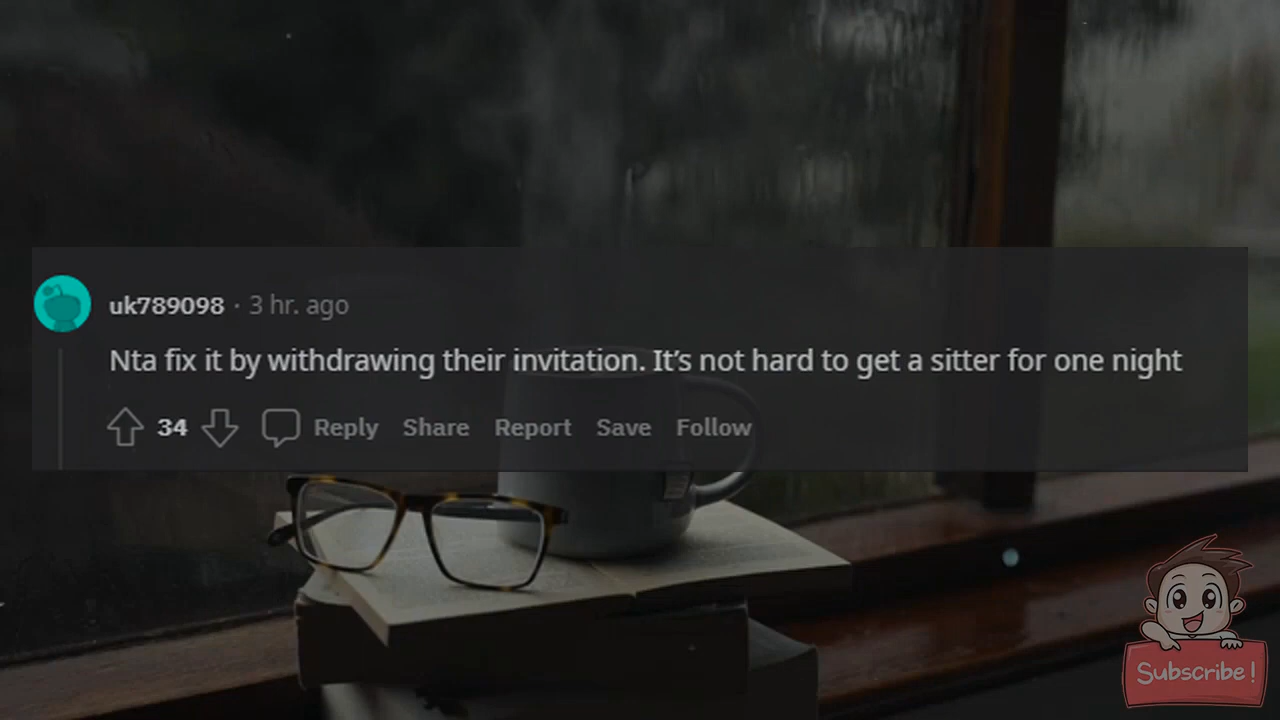 uk789098 · 3 hr. ago
Nta fix it by withdrawing their invitation. It's not hard to get a sitter for one night
34 Reply Share Report Save Follow
Subscribe!